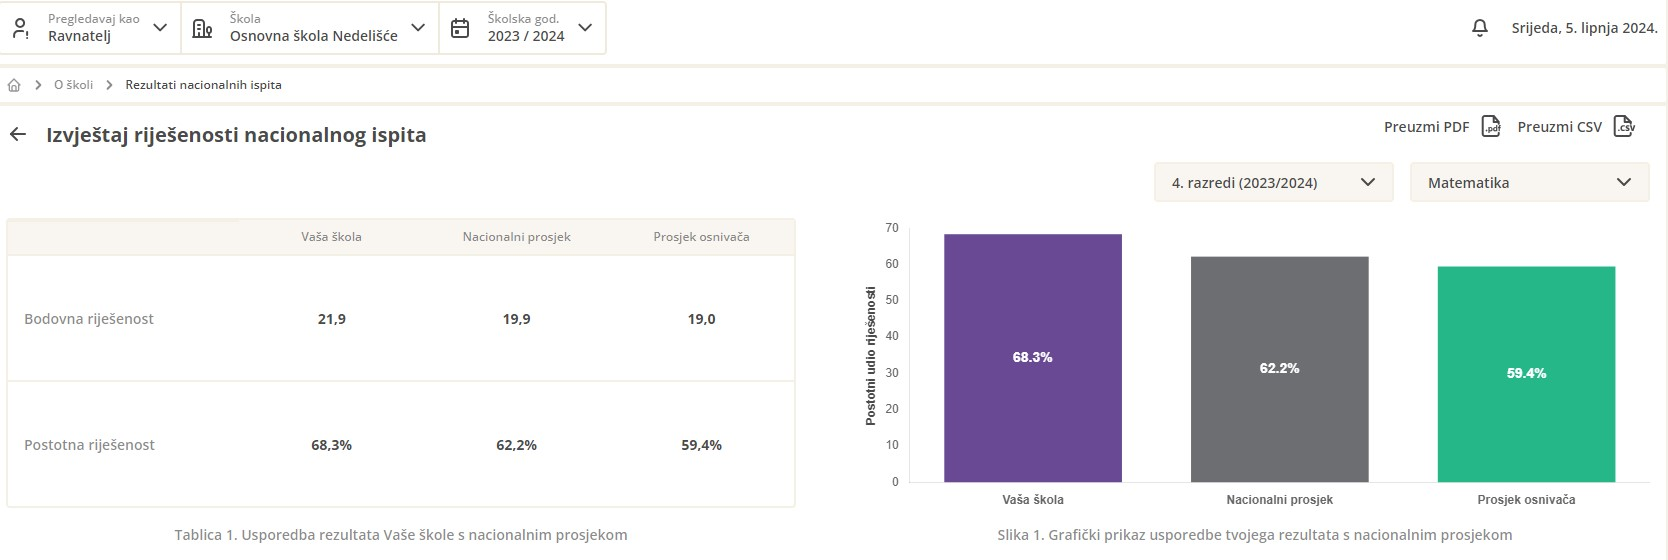 Pregledavaj kao
Ravnatelj
Škola
Osnovna škola Nedelišće
Školska god.
2023 / 2024
Srijeda, 5. lipnja 2024.
O školi
Rezultati nacionalnih ispita
Izvještaj riješenosti nacionalnog ispita
Preuzmi PDF .pdf
Preuzmi CSV .csv
4. razredi (2023/2024)
Matematika
Vaša škola Nacionalni prosjek Prosjek osnivača
Bodovna riješenost 21,9 19,9 19,0
Postotna riješenost 68,3% 62,2% 59,4%
Tablica 1. Usporedba rezultata Vaše škole s nacionalnim prosjekom
Postotni udio riješenosti
70
60
50
40
30
20
10
0
68.3%
62.2%
59.4%
Vaša škola Nacionalni prosjek Prosjek osnivača
Slika 1. Grafički prikaz usporedbe tvojega rezultata s nacionalnim prosjekom